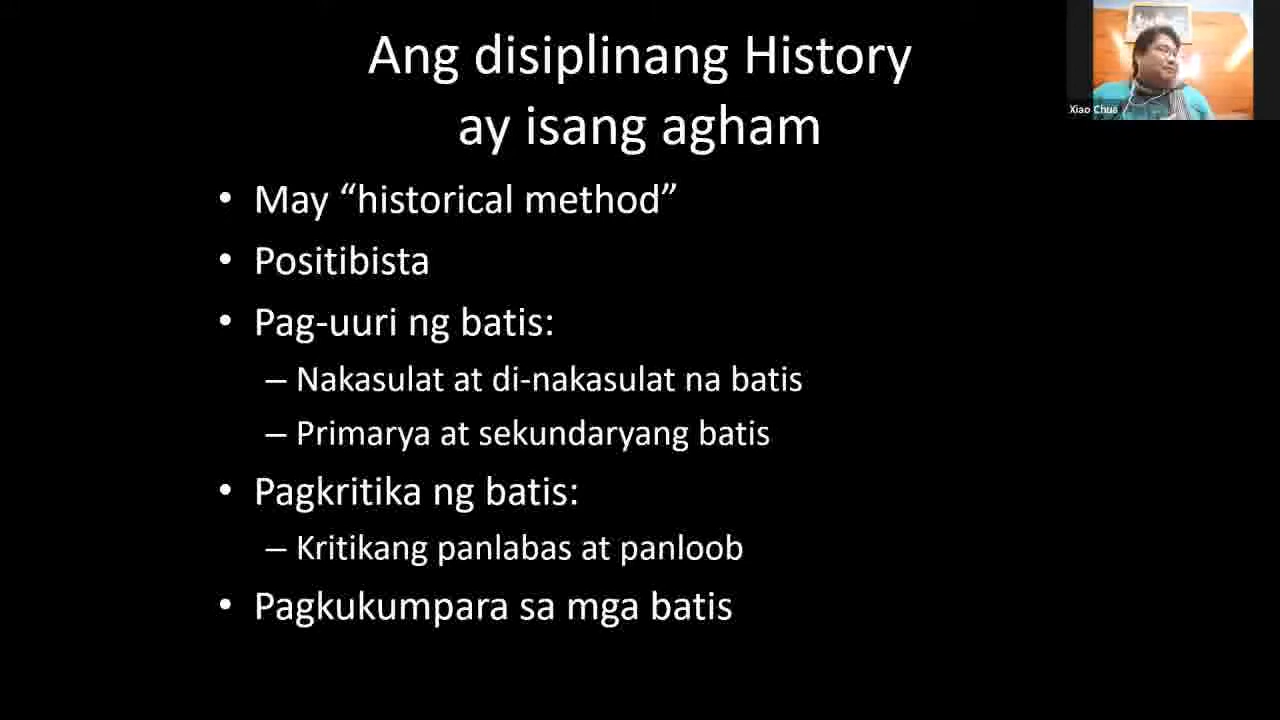 Ang disiplinang History
ay isang agham
• May “historical method”
• Positibista
• Pag-uuri ng batis:
– Nakasulat at di-nakasulat na batis
– Primarya at sekundaryang batis
• Pagkritika ng batis:
– Kritikang panlabas at panloob
• Pagkukumpara sa mga batis
Xiao Chua